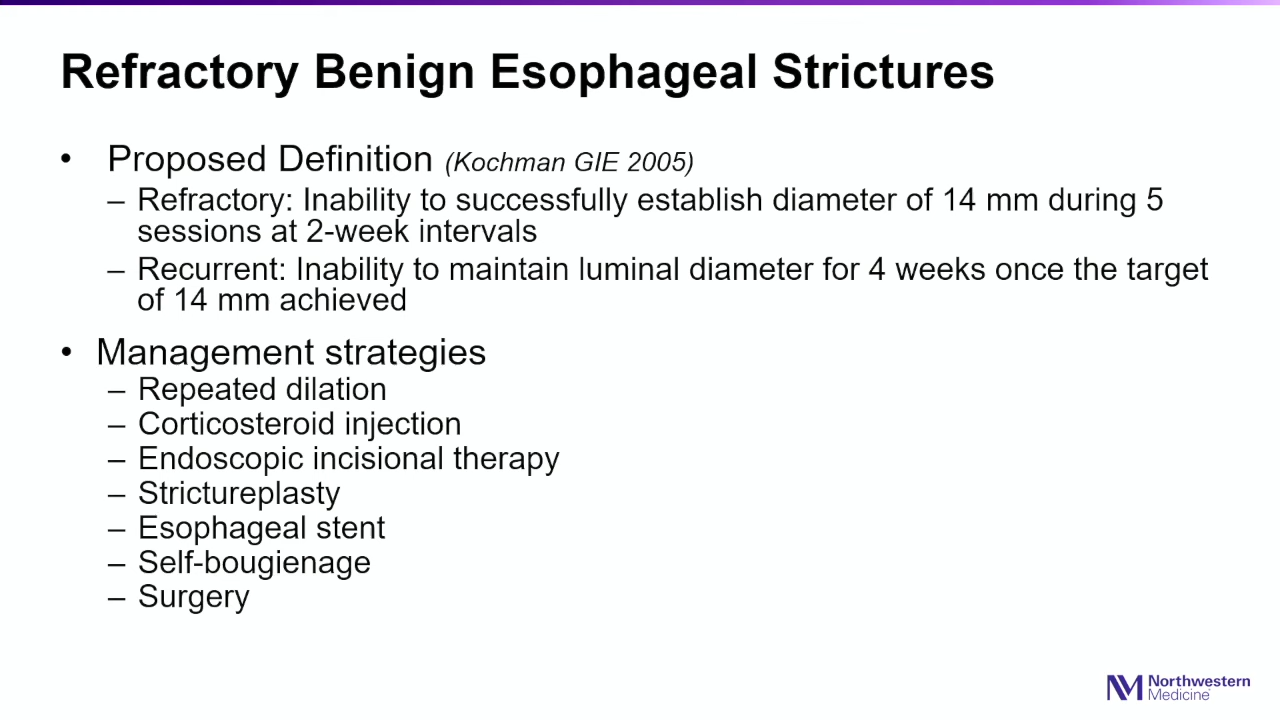 Refractory Benign Esophageal Strictures
• Proposed Definition (Kochman GIE 2005)
– Refractory: Inability to successfully establish diameter of 14 mm during 5
sessions at 2-week intervals
– Recurrent: Inability to maintain luminal diameter for 4 weeks once the target
of 14 mm achieved
• Management strategies
– Repeated dilation
– Corticosteroid injection
– Endoscopic incisional therapy
– Strictureplasty
– Esophageal stent
– Self-bougienage
– Surgery
NM Northwestern
Medicine